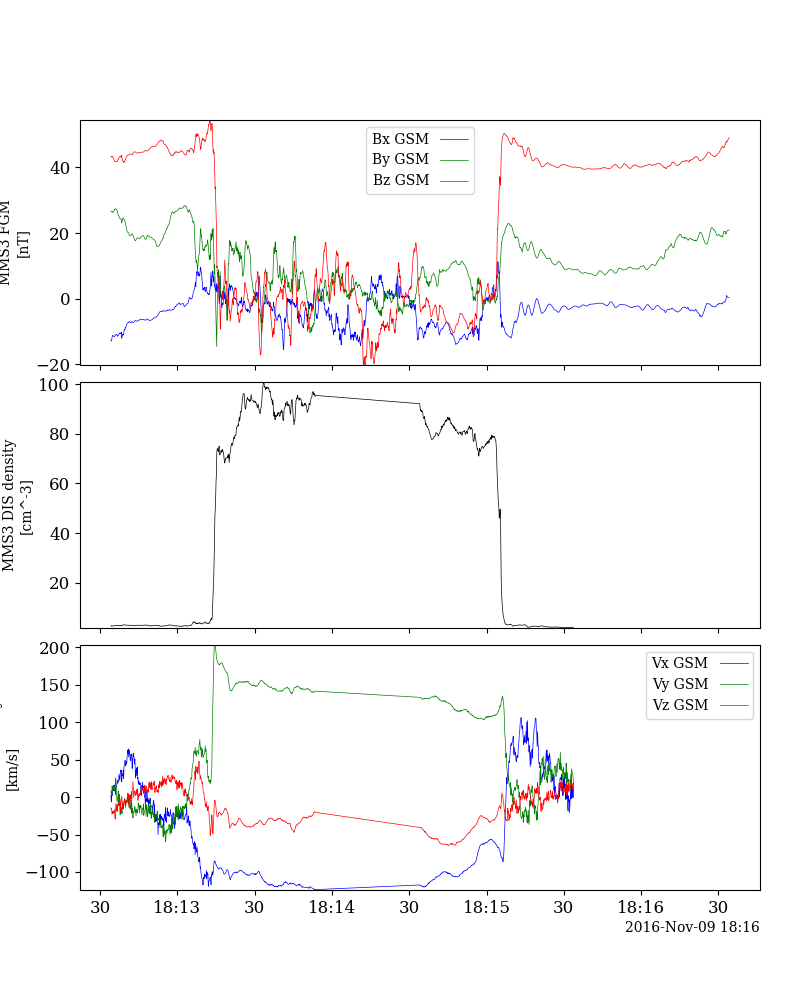 MMS3 FGM
[nT]
40
20
0
−20
Bx GSM
By GSM
Bz GSM
MMS3 DIS density
[cm^-3]
100
80
60
40
20
[km/s]
200
150
100
50
0
−50
−100
Vx GSM
Vy GSM
Vz GSM
30 18:13 30 18:14 30 18:15 30 18:16 30
2016-Nov-09 18:16